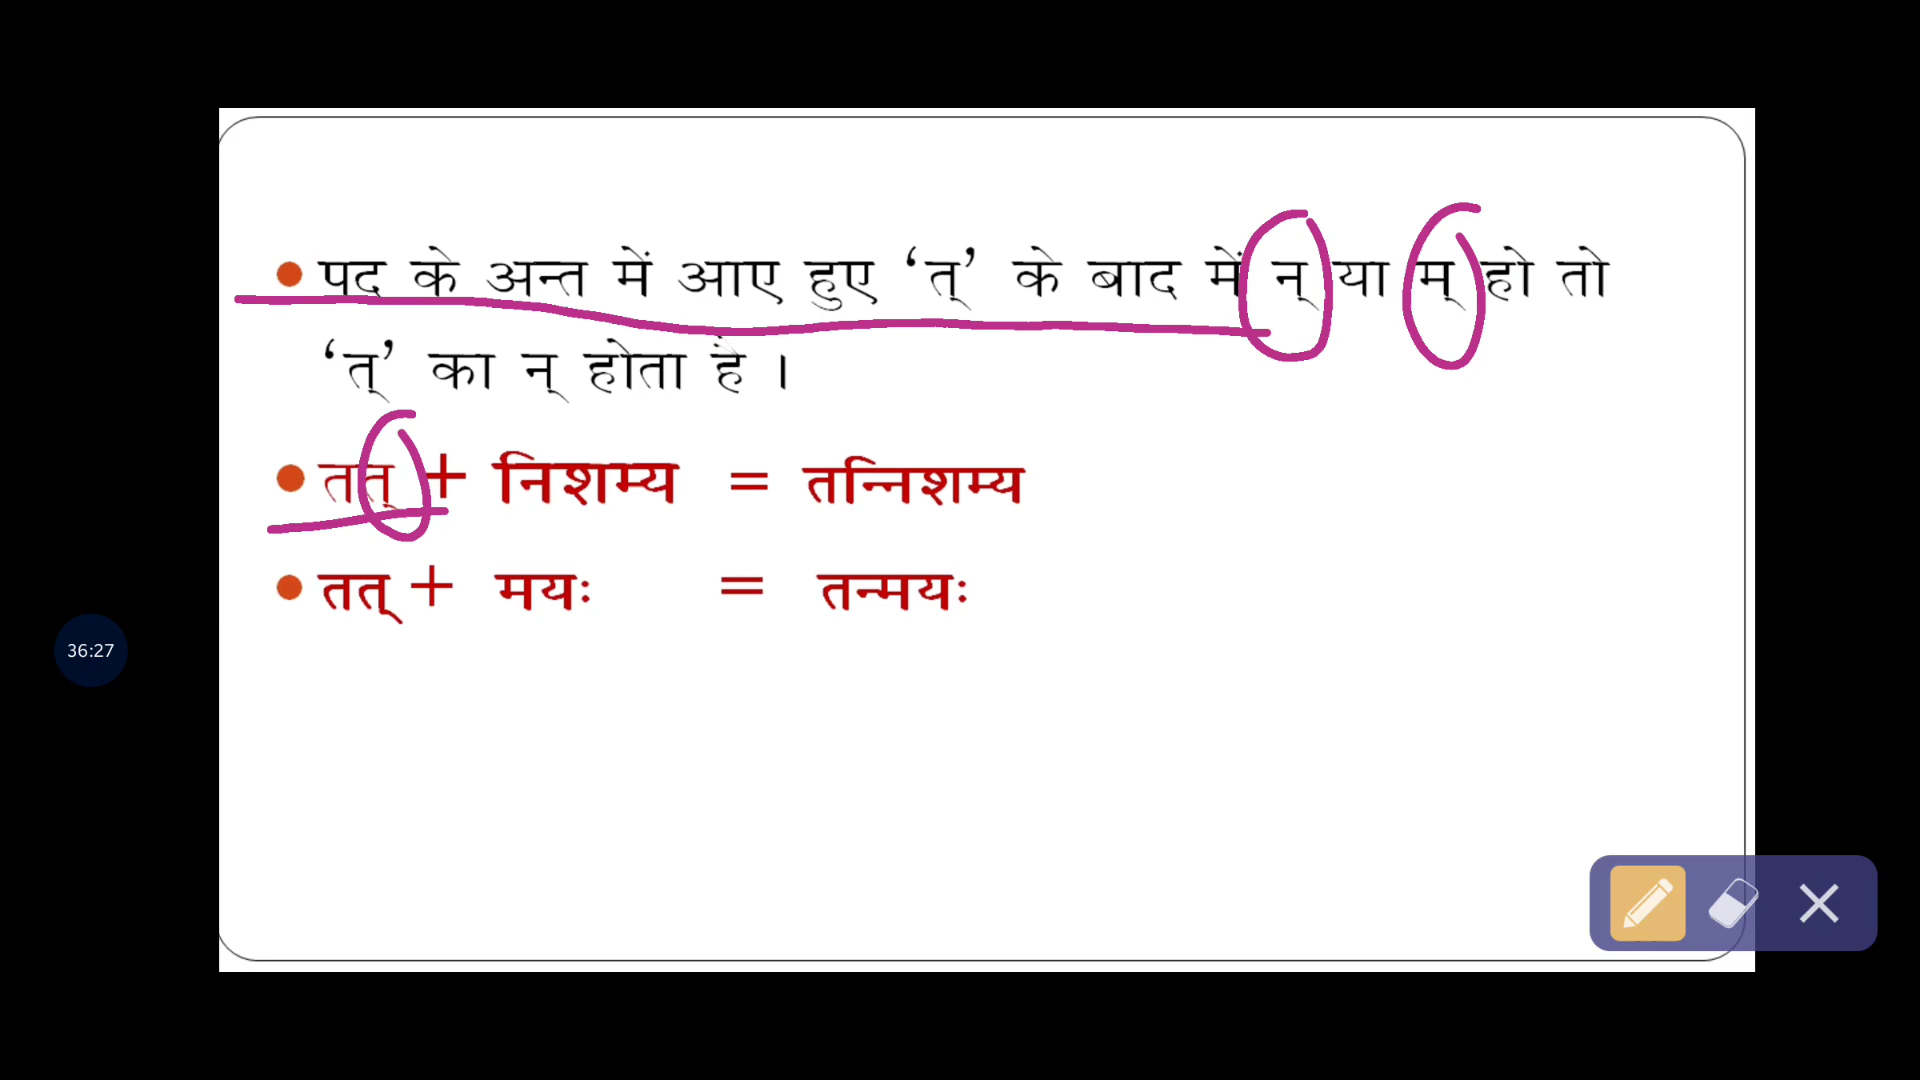 पद के अन्त में आए हुए ‘त्’ के बाद में न् या म् हो तो
‘त्’ का न् होता है ।
तत् + निशम्य = तन्निशम्य
तत् + मयः = तन्मयः
36:27